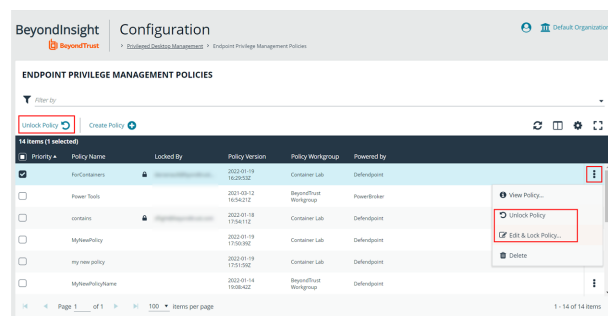 BeyondInsight
BeyondTrust
Configuration
Privileged Desktop Management > Endpoint Privilege Management Policies
Default Organization
ENDPOINT PRIVILEGE MANAGEMENT POLICIES
Filter by
Unlock Policy
Create Policy
14 items (1 selected)
Priority Policy Name Locked By Policy Version Policy Workgroup Powered by
ForContainers 2022-01-19 16:29:53Z Container Lab Defendpoint
Power Tools 2021-03-12 16:54:21Z BeyondTrust Workgroup PowerBroker
contains 2022-01-18 17:54:11Z Container Lab Defendpoint
MyNewPolicy 2022-01-19 17:50:39Z Container Lab Defendpoint
my new policy 2022-01-19 17:51:59Z Container Lab Defendpoint
MyNewPolicyName 2022-01-14 19:08:42Z BeyondTrust Workgroup Defendpoint
View Policy...
Unlock Policy
Edit & Lock Policy...
Delete
Page 1 of 1 100 items per page
1 - 14 of 14 items